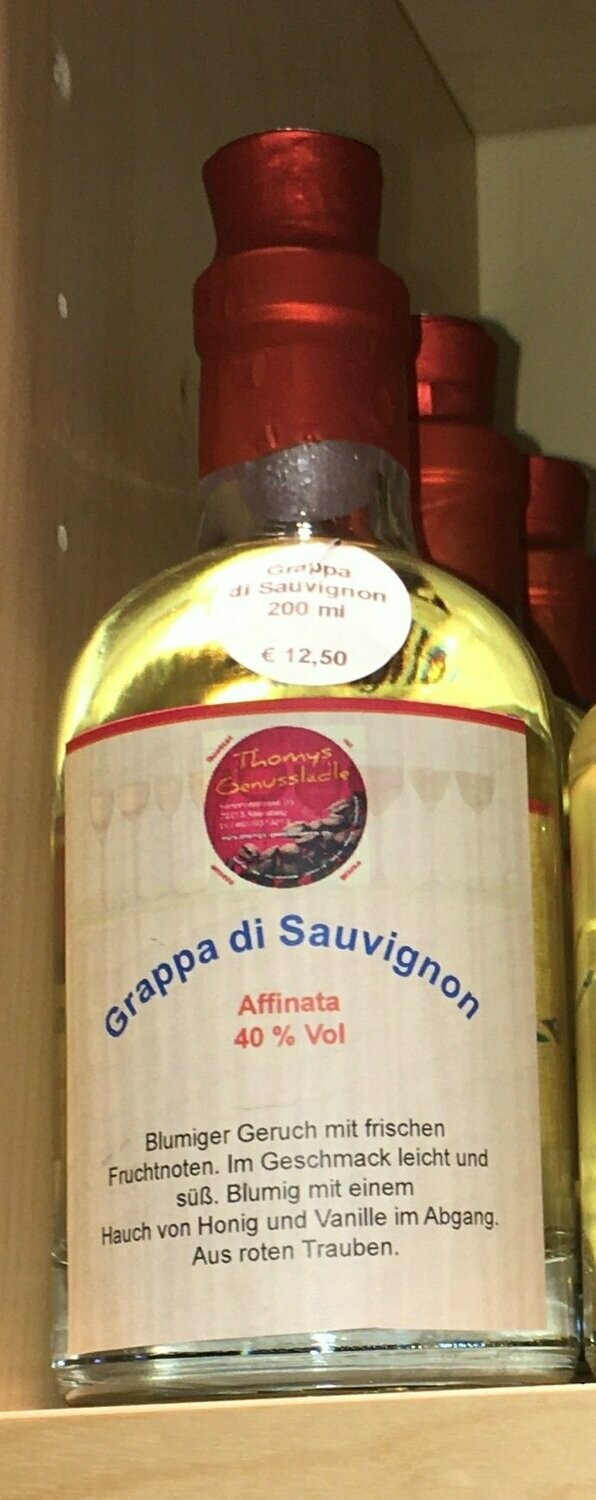 Grappa
di Sauvignon
200 ml
€ 12,50
Thomys
Genusslädle
Grappa di Sauvignon
Affinata
40 % Vol
Blumiger Geruch mit frischen
Fruchtnoten. Im Geschmack leicht und
süß. Blumig mit einem
Hauch von Honig und Vanille im Abgang.
Aus roten Trauben.